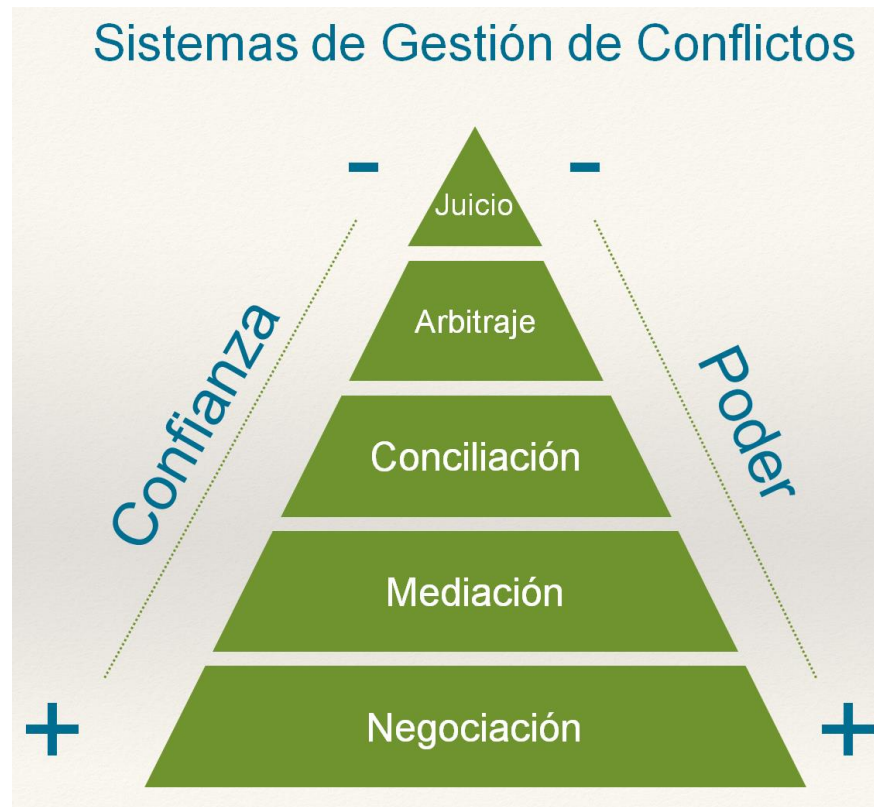 Sistemas de Gestión de Conflictos
- -
Juicio
Arbitraje
Confianza
Poder
Conciliación
Mediación
Negociación
+ +